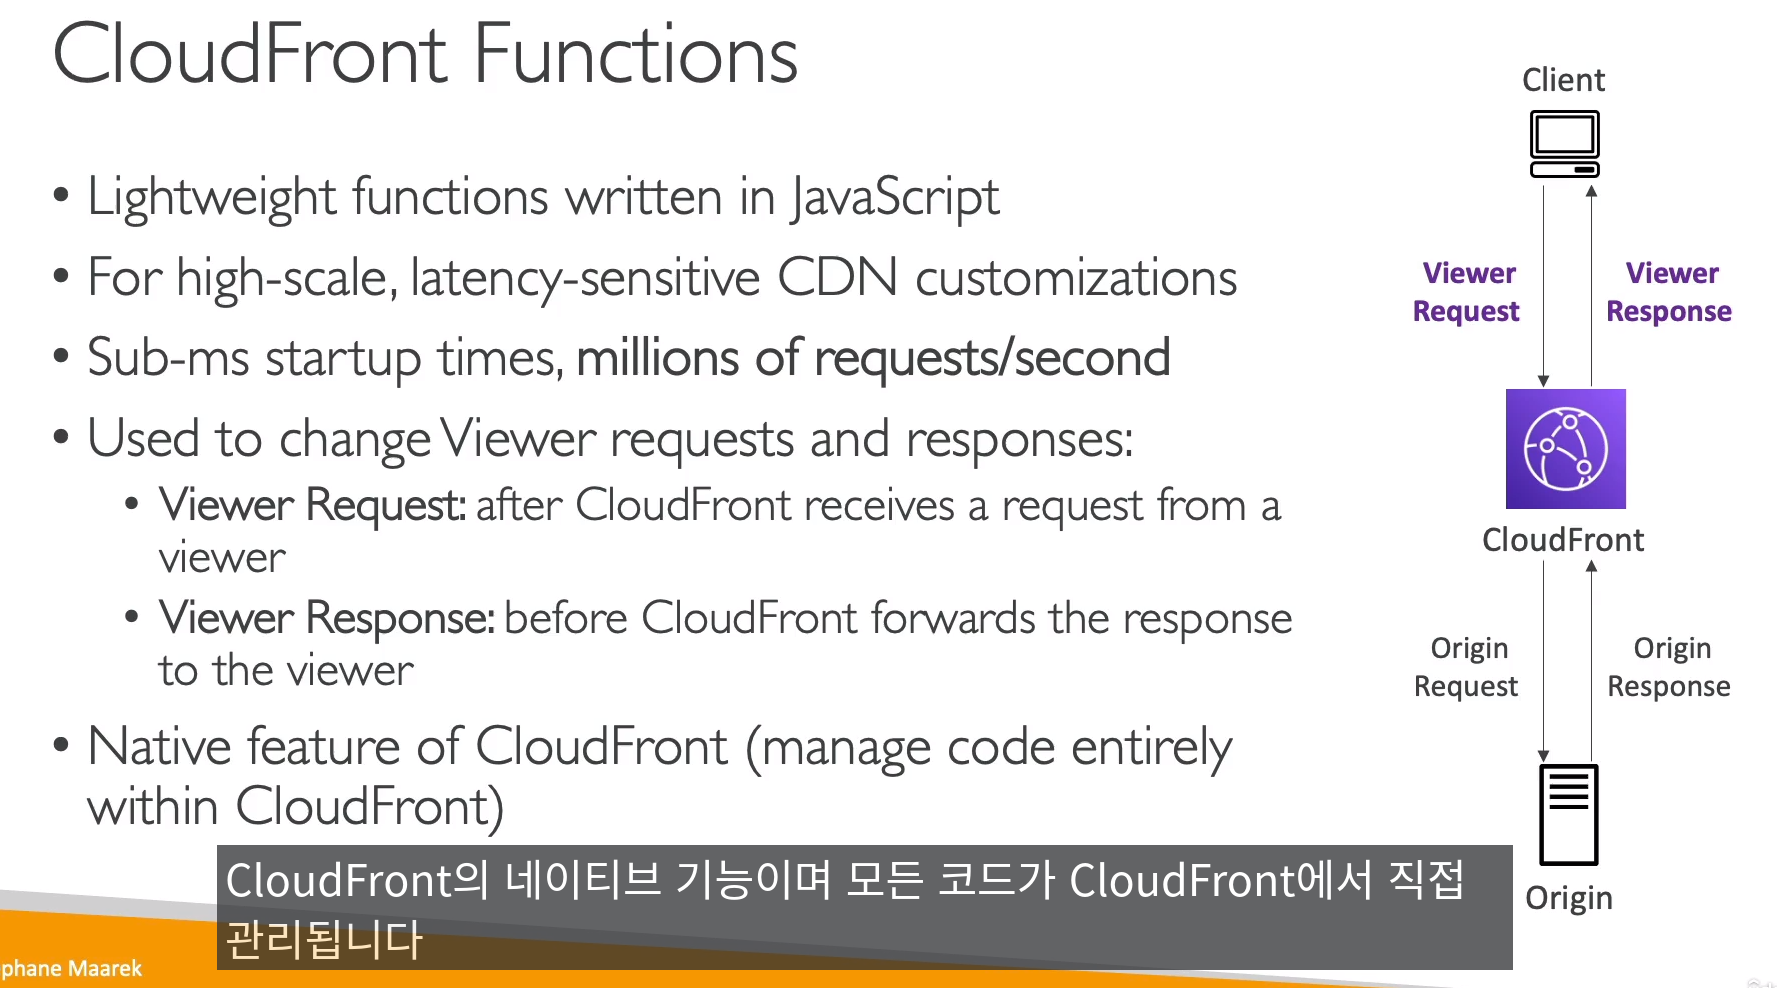 CloudFront Functions
• Lightweight functions written in JavaScript
• For high-scale, latency-sensitive CDN customizations
• Sub-ms startup times, millions of requests/second
• Used to change Viewer requests and responses:
• Viewer Request: after CloudFront receives a request from a
viewer
• Viewer Response: before CloudFront forwards the response
to the viewer
• Native feature of CloudFront (manage code entirely
within CloudFront)
Client
Viewer
Request
Viewer
Response
CloudFront
Origin
Request
Origin
Response
Origin
CloudFront의 네이티브 기능이며 모든 코드가 CloudFront에서 직접
관리됩니다
phane Maarek